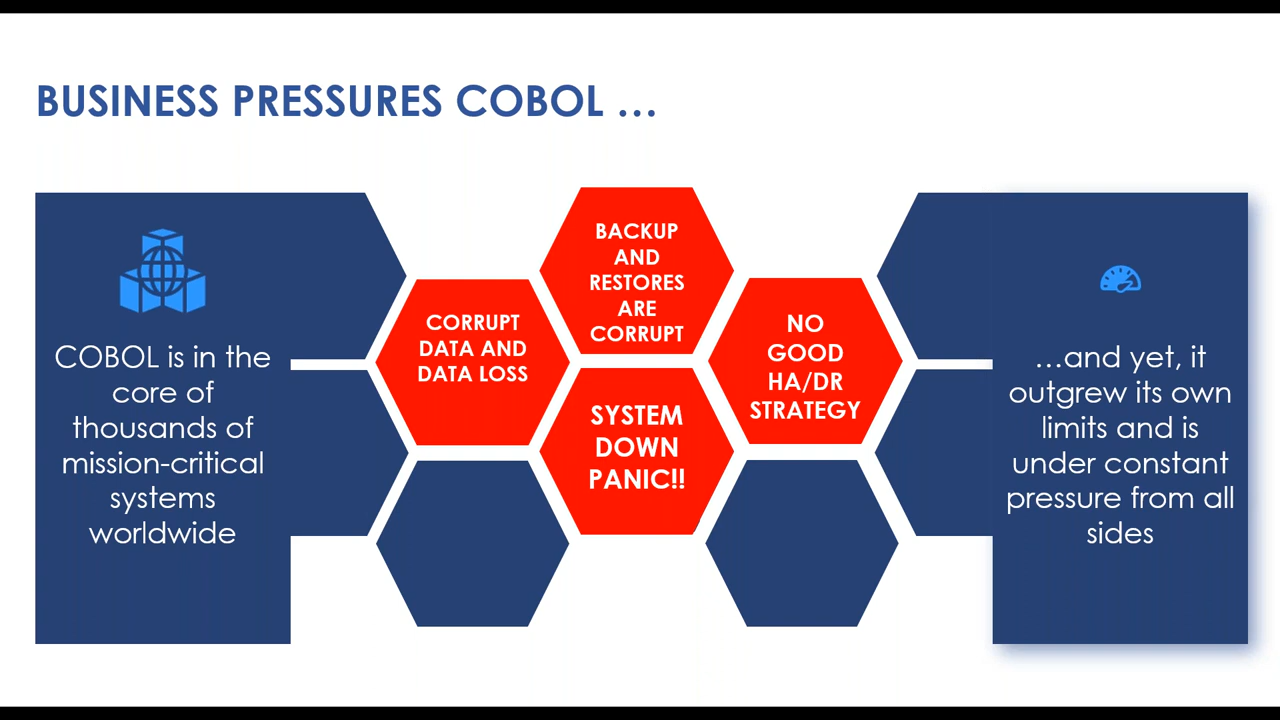 BUSINESS PRESSURES COBOL ...
COBOL is in the
core of
thousands of
mission-critical
systems
worldwide
CORRUPT
DATA AND
DATA LOSS
BACKUP
AND
RESTORES
ARE
CORRUPT
SYSTEM
DOWN
PANIC!!
NO
GOOD
HA/DR
STRATEGY
...and yet, it
outgrew its own
limits and is
under constant
pressure from all
sides